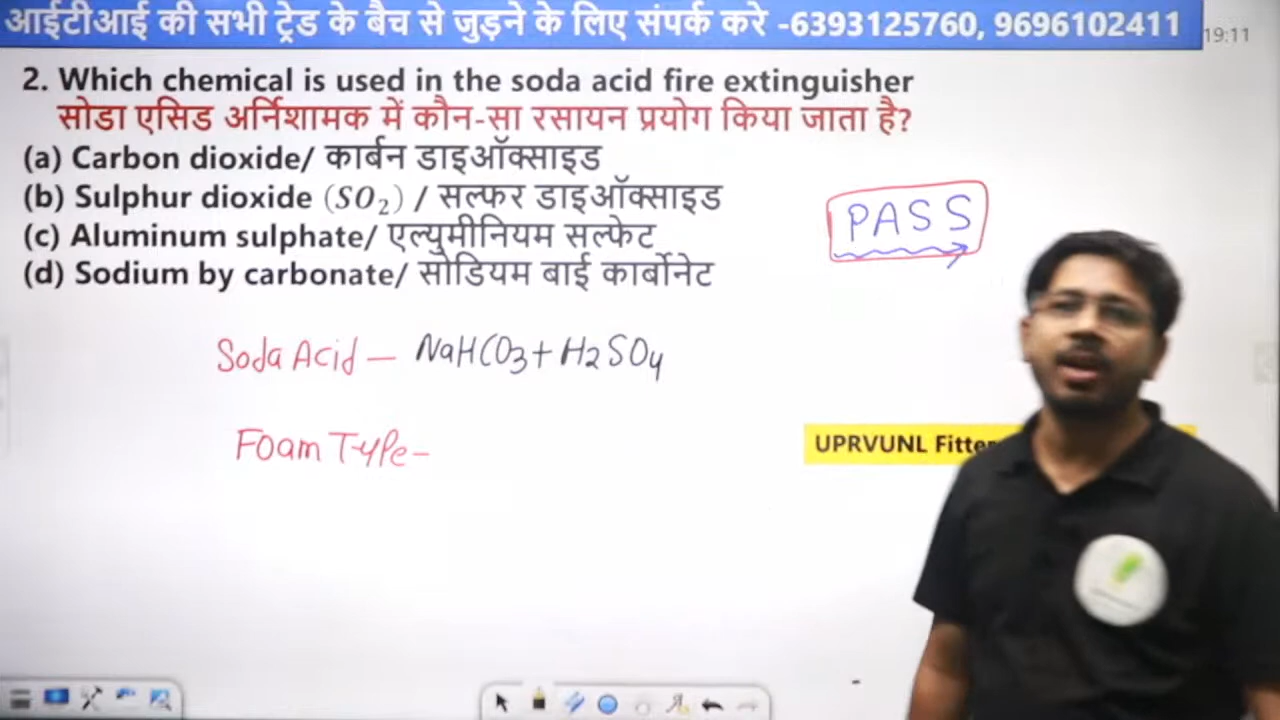 आईटीआई की सभी ट्रेड के बैच से जुड़ने के लिए संपर्क करे -6393125760, 9696102411
19:11
2. Which chemical is used in the soda acid fire extinguisher
सोडा एसिड अर्निशामक में कौन-सा रसायन प्रयोग किया जाता है?
(a) Carbon dioxide/ कार्बन डाइऑक्साइड
(b) Sulphur dioxide (SO₂) / सल्फर डाइऑक्साइड
(c) Aluminum sulphate/ एल्युमीनियम सल्फेट
(d) Sodium by carbonate/ सोडियम बाई कार्बोनेट
PASS
Soda Acid — NaHCO3 + H2SO4
Foam Type -
UPRVUNL Fitter